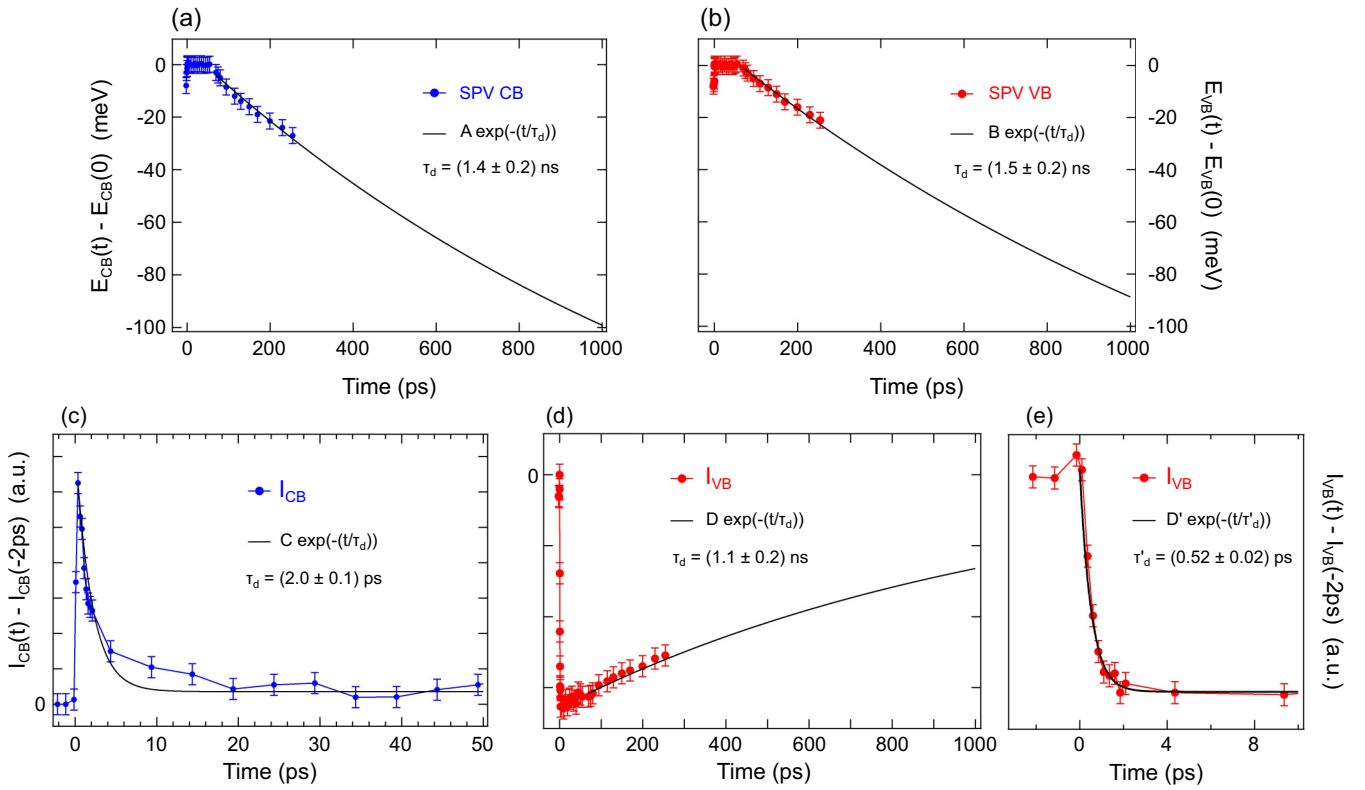 (a)
E_CB(t) - E_CB(0) (meV)
0
-20
-40
-60
-80
-100
SPV CB
A exp(-(t/τ_d))
τ_d = (1.4 ± 0.2) ns
0
200
400
600
800
1000
Time (ps)
(b)
SPV VB
B exp(-(t/τ_d))
τ_d = (1.5 ± 0.2) ns
0
-20
-40
-60
-80
-100
E_VB(t) - E_VB(0) (meV)
0
200
400
600
800
1000
Time (ps)
(c)
I_CB(t) - I_CB(-2ps) (a.u.)
0
I_CB
C exp(-(t/τ_d))
τ_d = (2.0 ± 0.1) ps
0
10
20
30
40
50
Time (ps)
(d)
0
I_VB
D exp(-(t/τ_d))
τ_d = (1.1 ± 0.2) ns
0
200
400
600
800
1000
Time (ps)
(e)
I_VB
D' exp(-(t/τ'_d))
τ'_d = (0.52 ± 0.02) ps
0
4
8
Time (ps)
I_VB(t) - I_VB(-2ps) (a.u.)